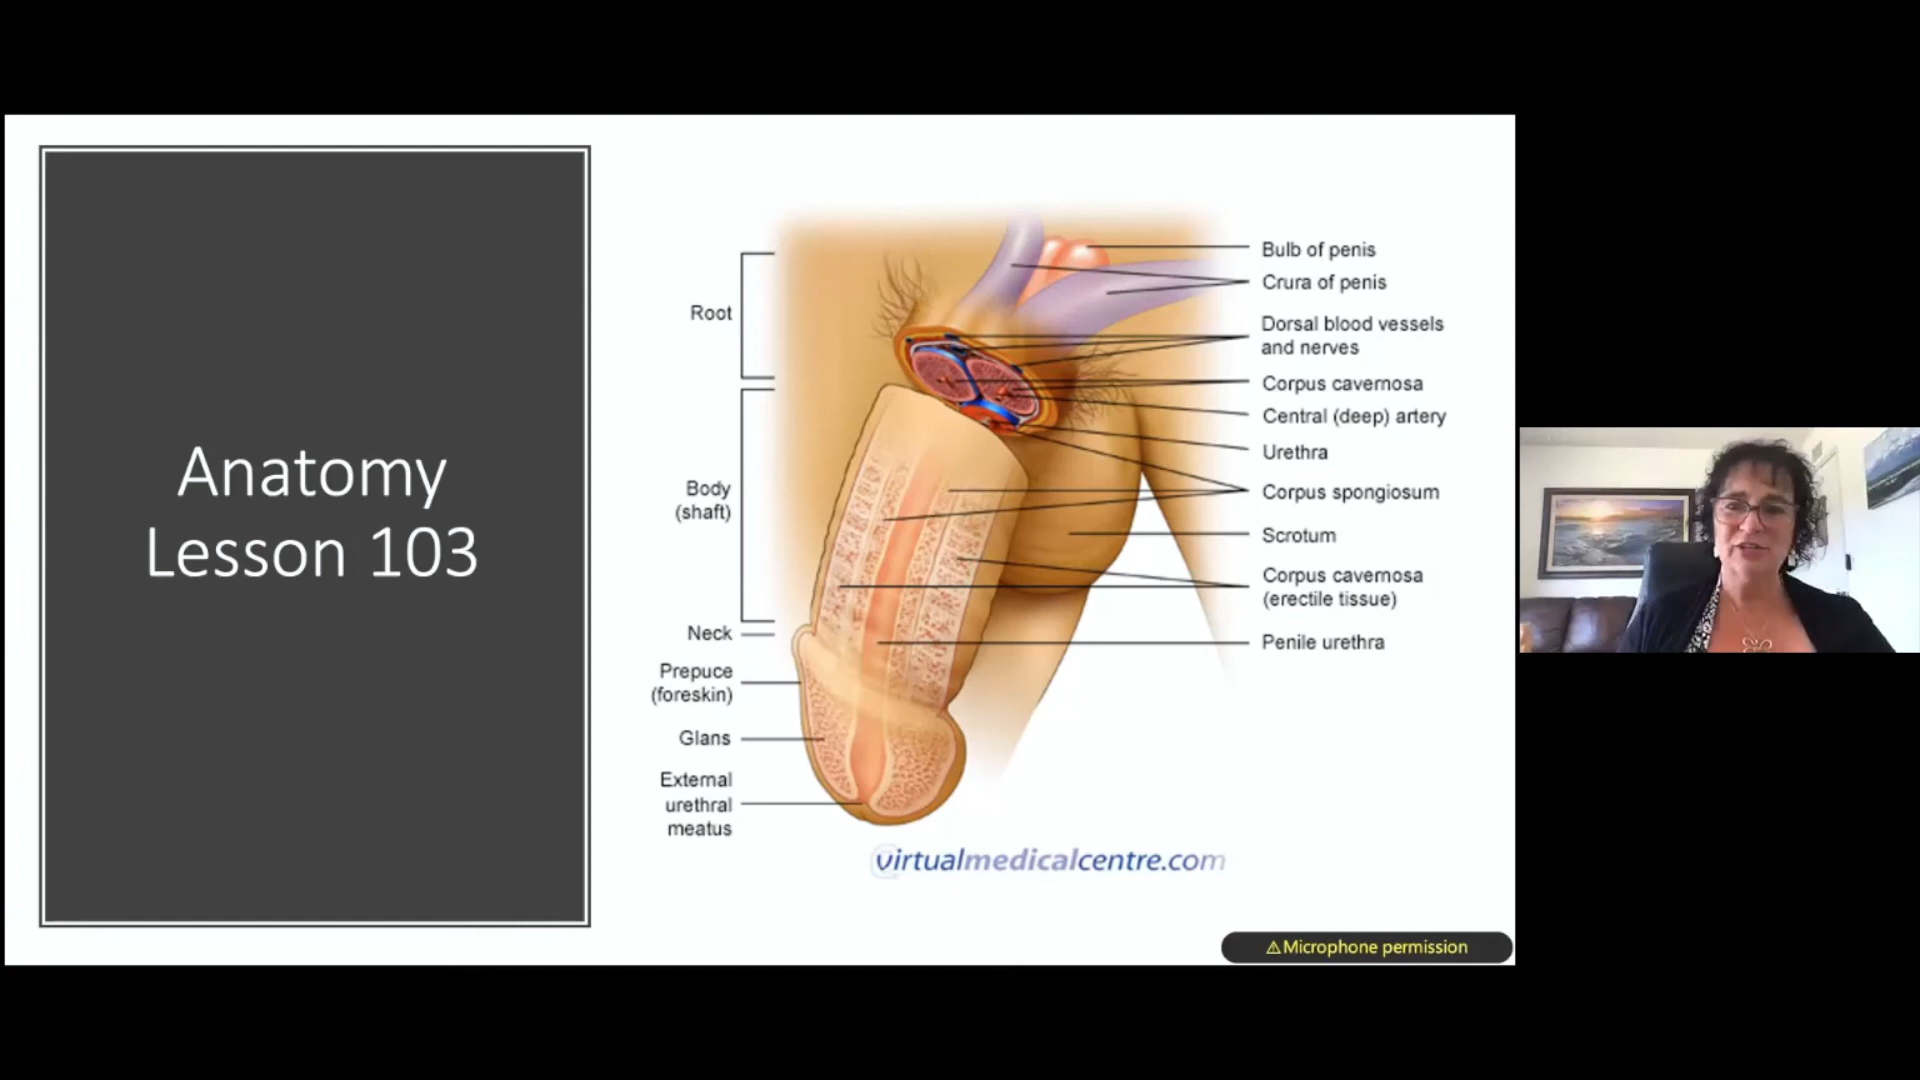 Anatomy
Lesson 103
Root
Body
(shaft)
Neck
Prepuce
(foreskin)
Glans
External
urethral
meatus
Bulb of penis
Crura of penis
Dorsal blood vessels
and nerves
Corpus cavernosa
Central (deep) artery
Urethra
Corpus spongiosum
Scrotum
Corpus cavernosa
(erectile tissue)
Penile urethra
virtualmedicalcentre.com
⚠Microphone permission